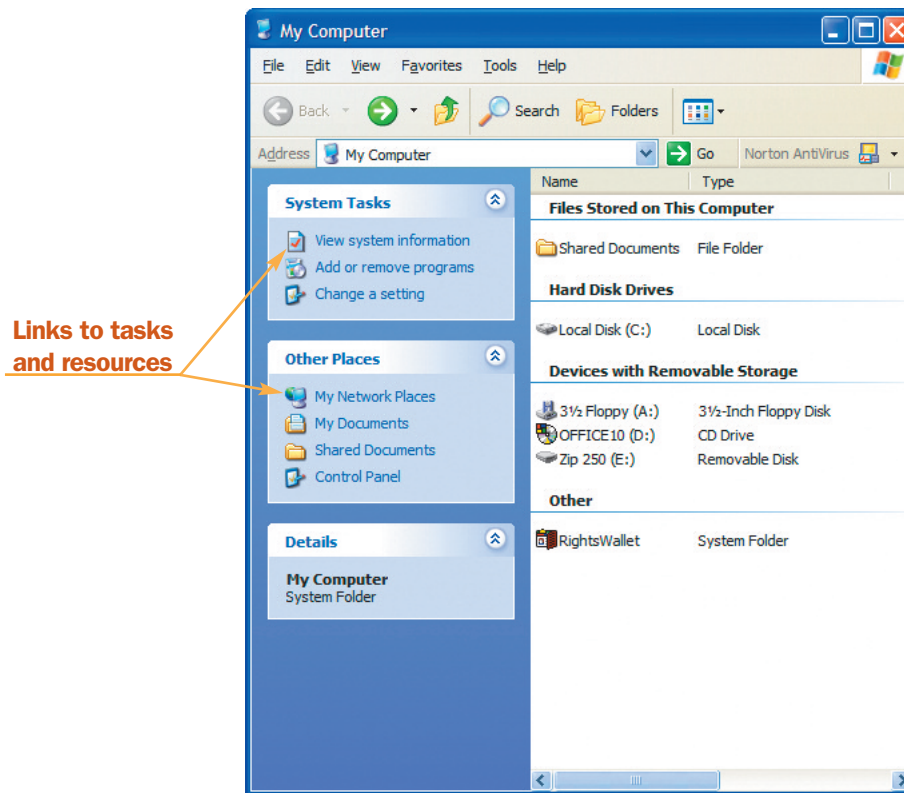 My Computer
File Edit View Favorites Tools Help
Back Search Folders
Address My Computer Go Norton AntiVirus
Name Type
System Tasks
View system information
Add or remove programs
Change a setting
Other Places
My Network Places
My Documents
Shared Documents
Control Panel
Details
My Computer
System Folder
Files Stored on This Computer
Shared Documents File Folder
Hard Disk Drives
Local Disk (C:) Local Disk
Devices with Removable Storage
3½ Floppy (A:) 3½-Inch Floppy Disk
OFFICE10 (D:) CD Drive
Zip 250 (E:) Removable Disk
Other
RightsWallet System Folder
Links to tasks
and resources